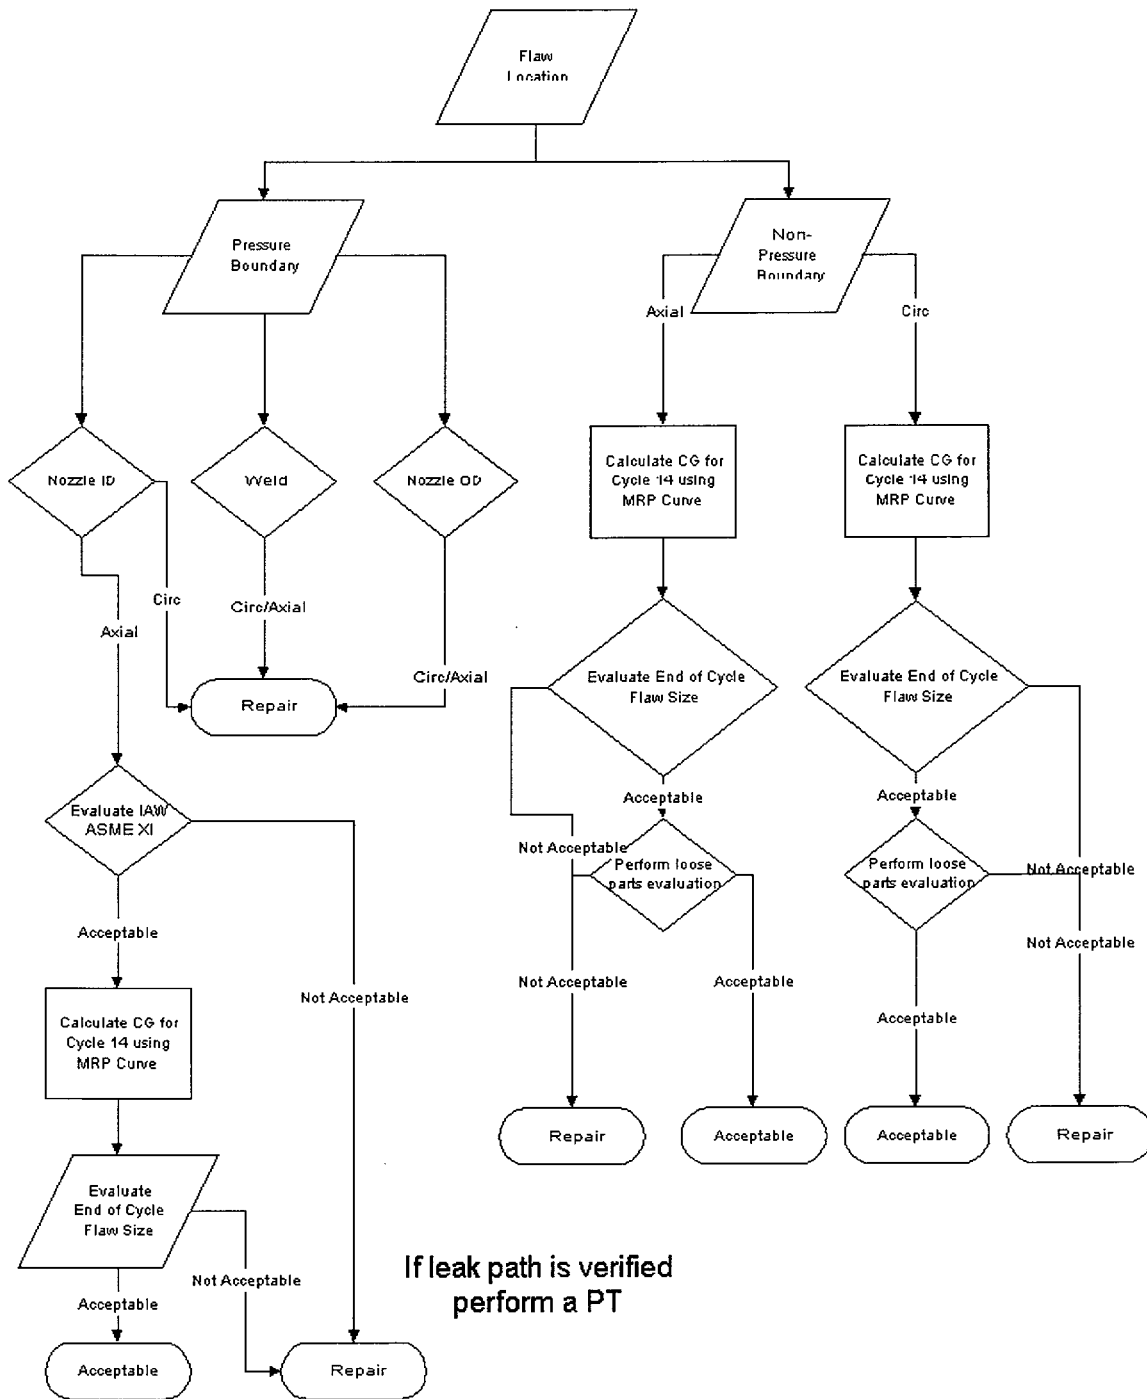 Flaw
Location
Pressure
Boundary
Non-
Pressure
Boundary
Axial
Circ
Nozzle ID
Weld
Nozzle OD
Calculate CG for
Cycle 14 using
MRP Curve
Calculate CG for
Cycle 14 using
MRP Curve
Circ
Circ/Axial
Axial
Circ/Axial
Repair
Evaluate End of Cycle
Flaw Size
Evaluate End of Cycle
Flaw Size
Acceptable
Acceptable
Evaluate IAW
ASME XI
Not Acceptable
Perform loose
parts evaluation
Perform loose
parts evaluation
Not Acceptable
Acceptable
Not Acceptable
Not Acceptable
Acceptable
Not Acceptable
Acceptable
Calculate CG for
Cycle 14 using
MRP Curve
Repair
Acceptable
Acceptable
Repair
Evaluate
End of Cycle
Flaw Size
Not Acceptable
Acceptable
If leak path is verified
perform a PT
Acceptable
Repair